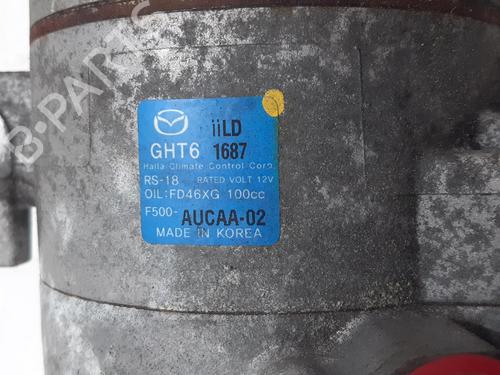 B-PARTS
iiLD
GHT6 1687
Halla Climate Control Corp.
RS-18 RATED VOLT 12V
OIL:FD46XG 100cc
F500-AUCAA-02
MADE IN KOREA